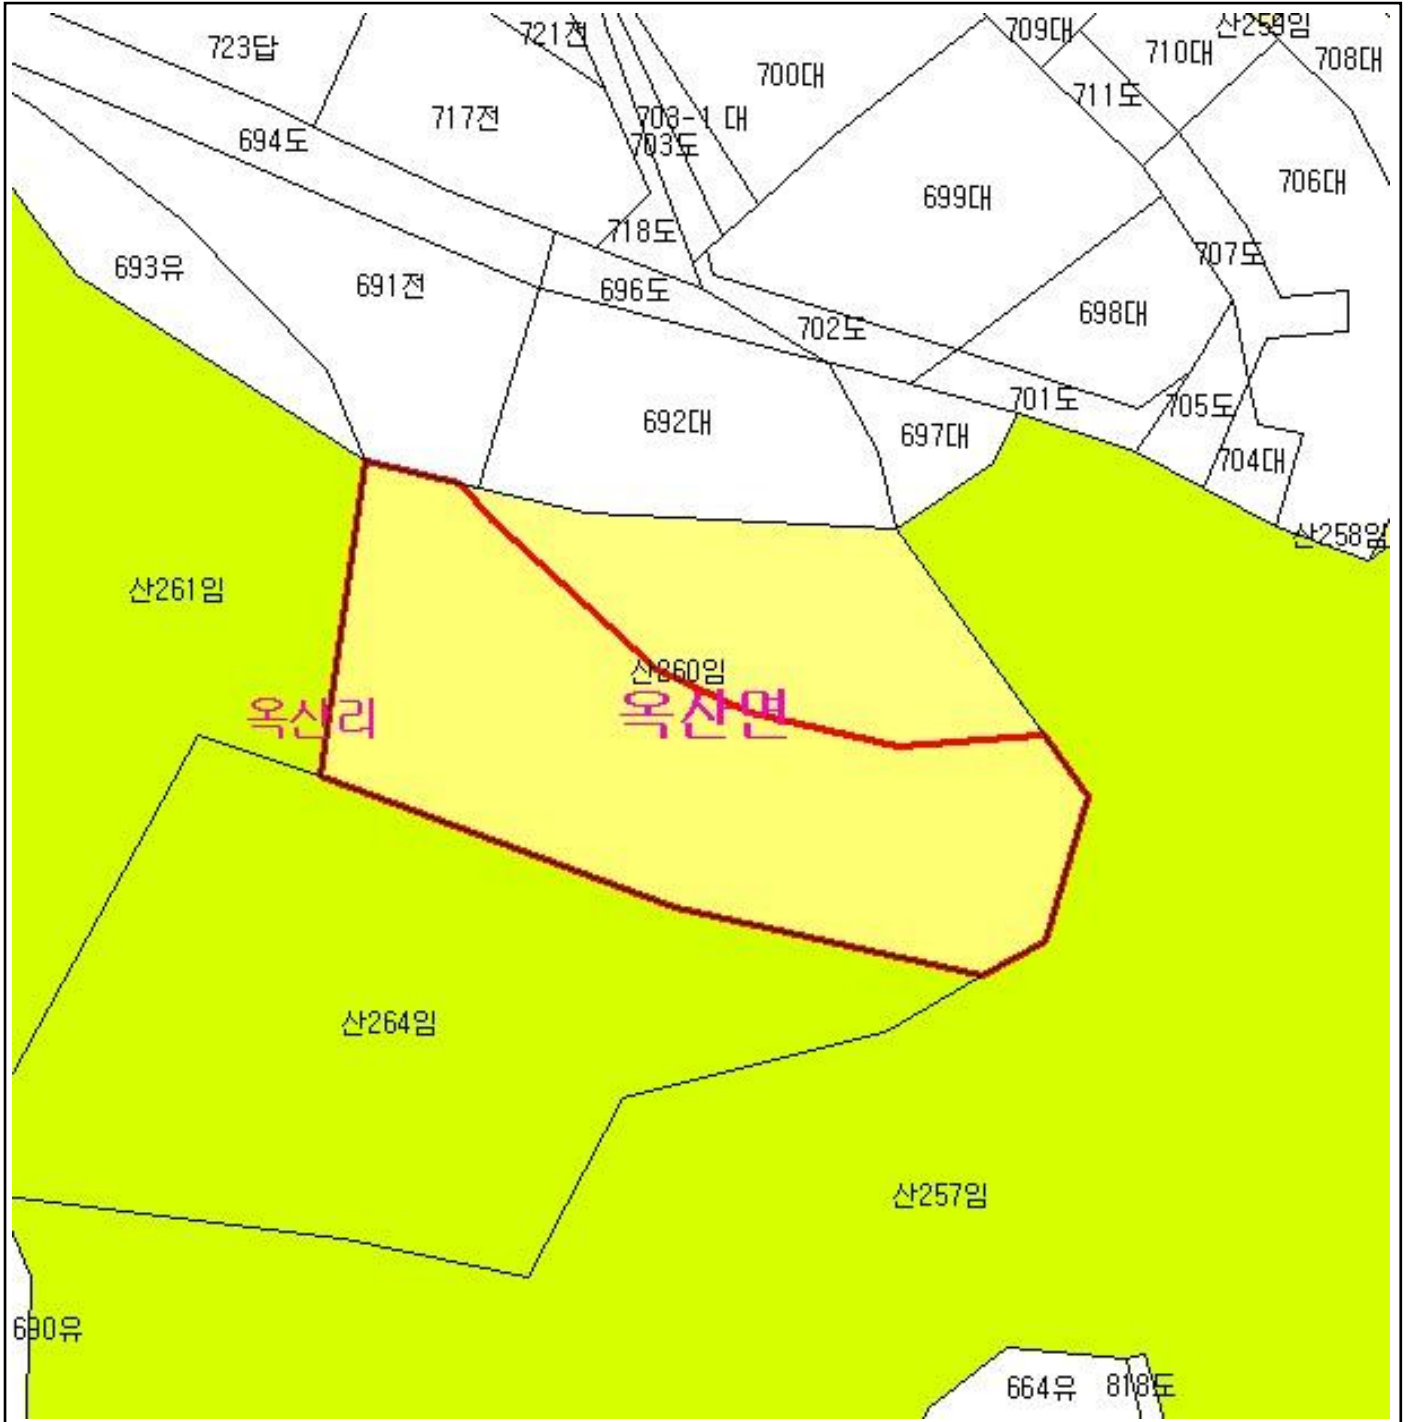 721전
709대
산259임
723답
710대
708대
700대
711도
703-1 대
717전
694도
703도
706대
699대
718도
707도
693유
691전
696도
698대
702도
701도
705도
692대
697대
704대
산258임
산261임
산260임
옥산리
옥산면
산264임
산257임
690유
664유
818도